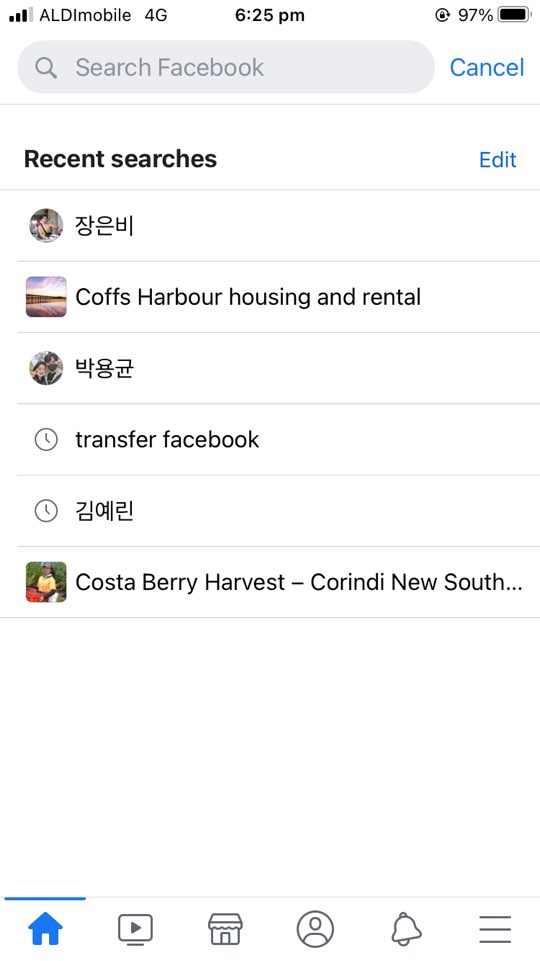 ALDImobile 4G 6:25 pm 97%
Search Facebook Cancel
Recent searches Edit
장은비
Coffs Harbour housing and rental
박용균
transfer facebook
김예린
Costa Berry Harvest – Corindi New South...